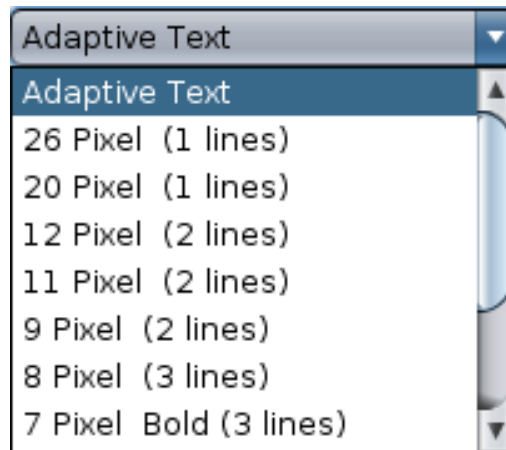 Adaptive Text
Adaptive Text
26 Pixel (1 lines)
20 Pixel (1 lines)
12 Pixel (2 lines)
11 Pixel (2 lines)
9 Pixel (2 lines)
8 Pixel (3 lines)
7 Pixel Bold (3 lines)